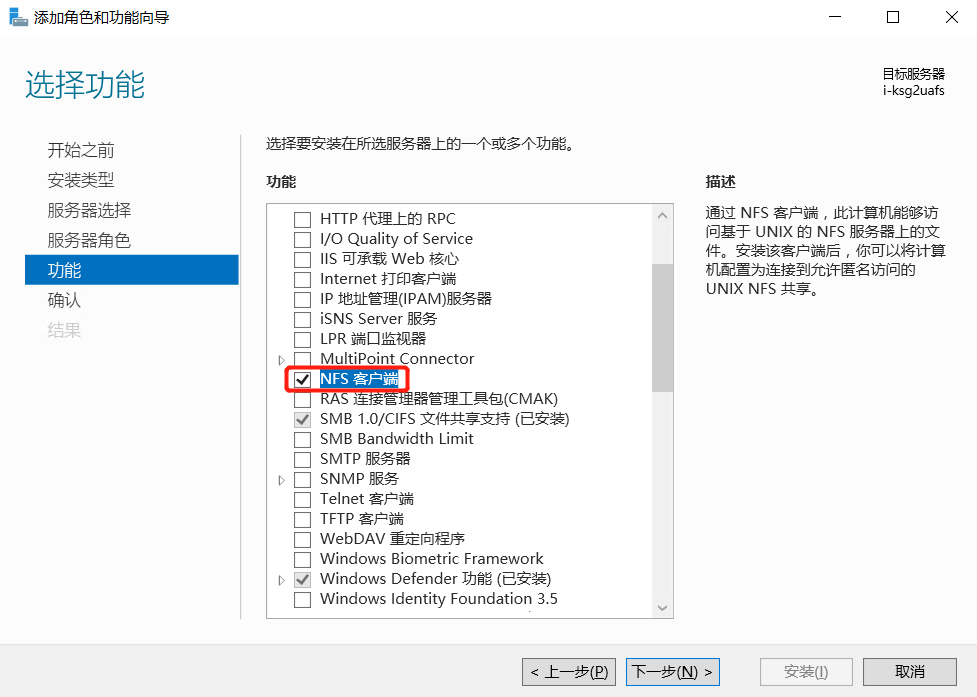 添加角色和功能向导
选择功能
目标服务器
i-ksg2uafs
开始之前
安装类型
服务器选择
服务器角色
功能
确认
结果
选择要安装在所选服务器上的一个或多个功能。
功能
HTTP 代理上的 RPC
I/O Quality of Service
IIS 可承载 Web 核心
Internet 打印客户端
IP 地址管理(IPAM)服务器
iSNS Server 服务
LPR 端口监视器
MultiPoint Connector
NFS 客户端
RAS 连接管理器管理工具包(CMAK)
SMB 1.0/CIFS 文件共享支持 (已安装)
SMB Bandwidth Limit
SMTP 服务器
SNMP 服务
Telnet 客户端
TFTP 客户端
WebDAV 重定向程序
Windows Biometric Framework
Windows Defender 功能 (已安装)
Windows Identity Foundation 3.5
描述
通过 NFS 客户端，此计算机能够访
问基于 UNIX 的 NFS 服务器上的文
件。安装该客户端后，你可以将计算
机配置为连接到允许匿名访问的
UNIX NFS 共享。
< 上一步(P)
下一步(N) >
安装(I)
取消